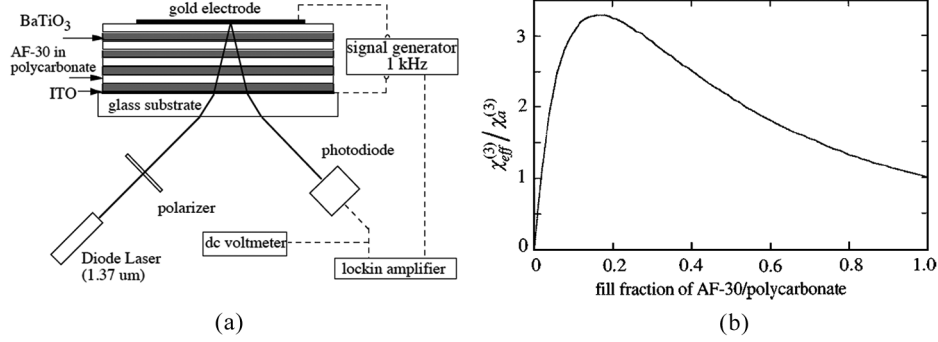 gold electrode
BaTiO3
AF-30 in
polycarbonate
ITO
glass substrate
signal generator
1 kHz
photodiode
polarizer
dc voltmeter
Diode Laser
(1.37 um)
lockin amplifier
(a)
χeff(3) / χa(3)
3
2
1
0
0 0.2 0.4 0.6 0.8 1.0
fill fraction of AF-30/polycarbonate
(b)